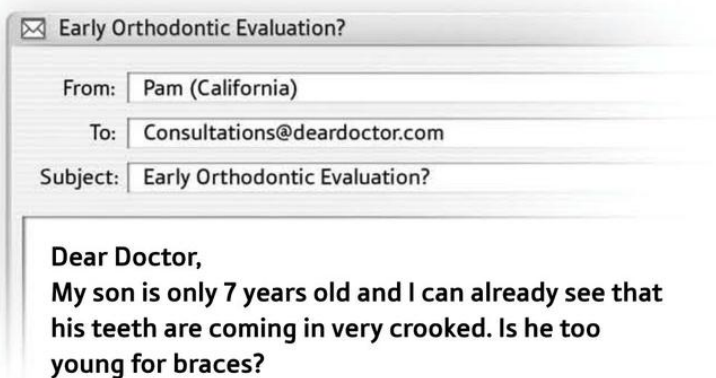 Early Orthodontic Evaluation?
From: Pam (California)
To: Consultations@deardoctor.com
Subject: Early Orthodontic Evaluation?
Dear Doctor,
My son is only 7 years old and I can already see that
his teeth are coming in very crooked. Is he too
young for braces?